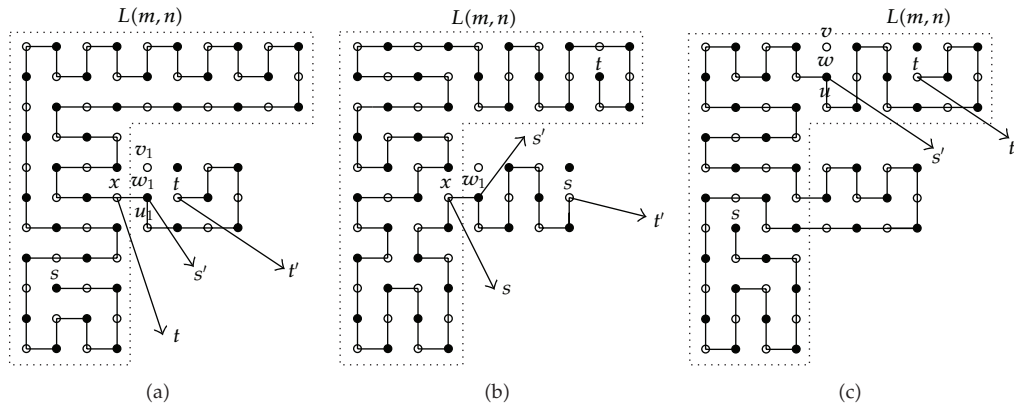 L(m, n)
v₁
x w₁ t
u₁
s s′ t′
t
(a)
L(m, n)
t
s′
x w₁ s
t′
s
(b)
L(m, n)
v
w t
u
s′ t
s
(c)